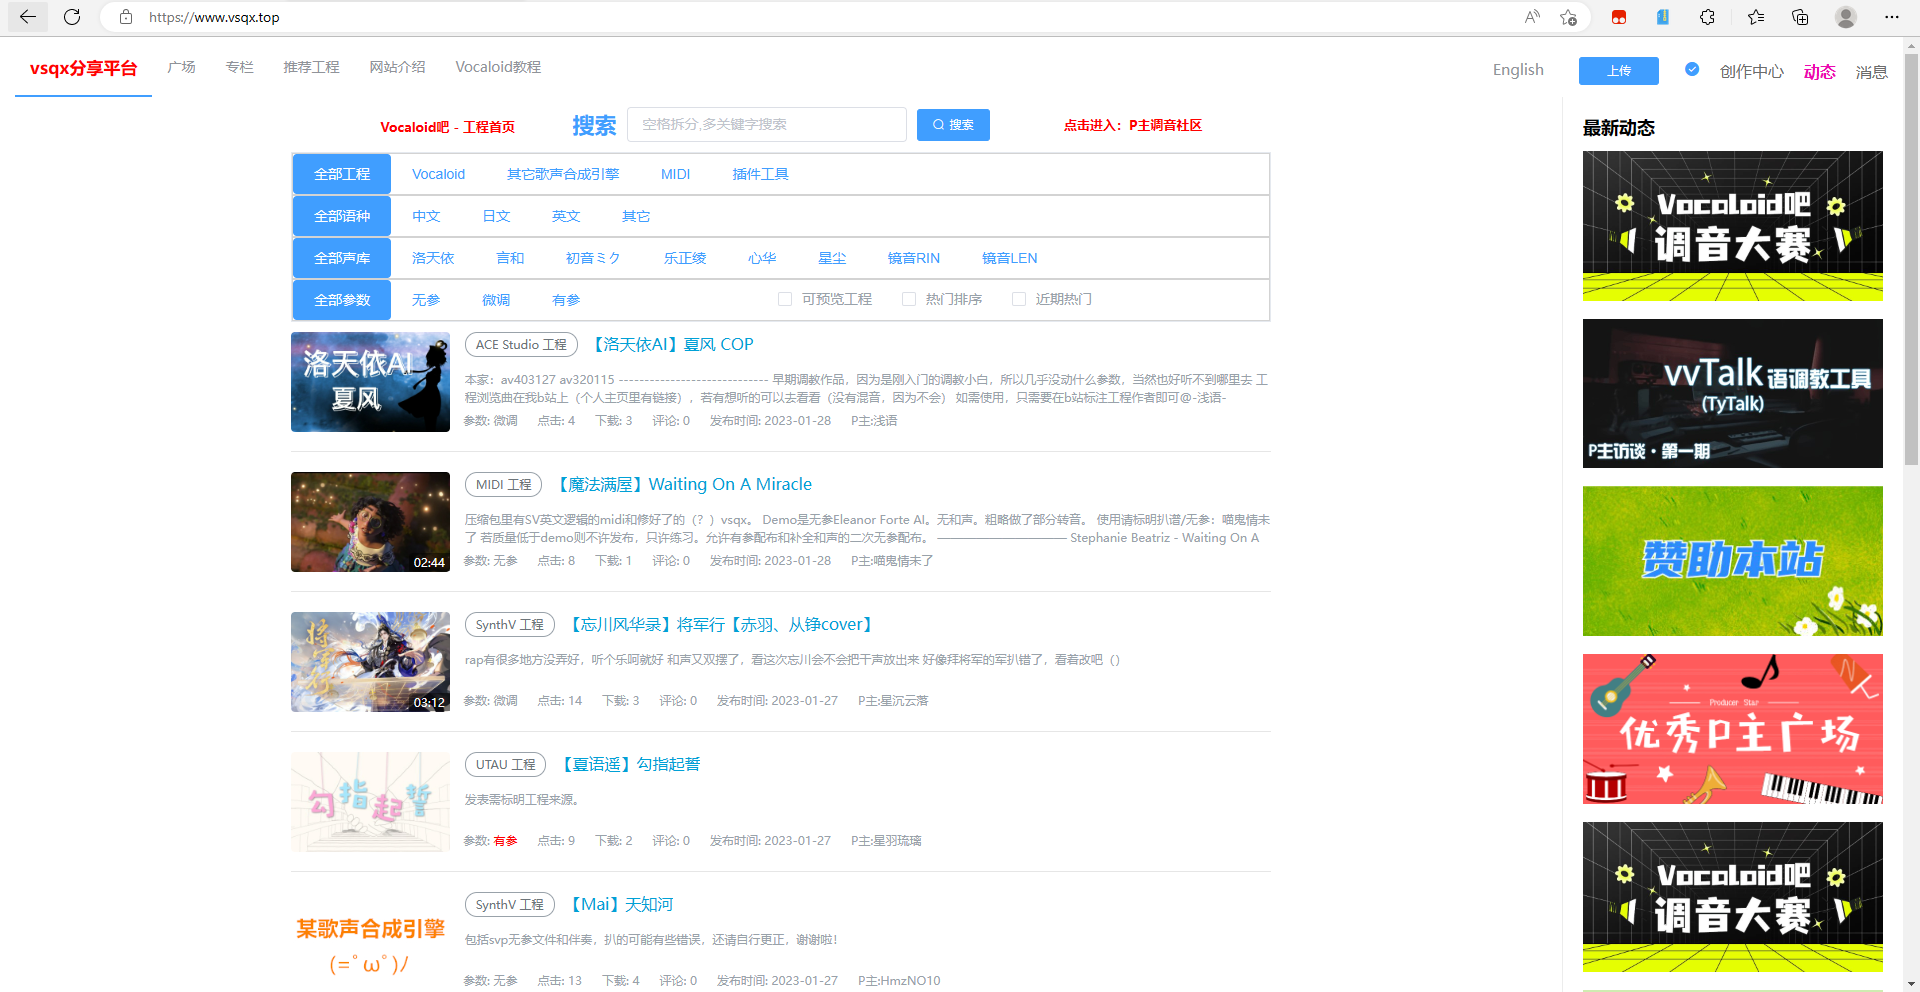 https://www.vsqx.top
vsqx分享平台 广场 专栏 推荐工程 网站介绍 Vocaloid教程 English 上传 创作中心 动态 消息
Vocaloid吧 - 工程首页 搜索 空格拆分,多关键字搜索 搜索 点击进入：P主调音社区
全部工程 Vocaloid 其它歌声合成引擎 MIDI 插件工具
全部语种 中文 日文 英文 其它
全部声库 洛天依 言和 初音ミク 乐正绫 心华 星尘 镜音RIN 镜音LEN
全部参数 无参 微调 有参 可预览工程 热门排序 近期热门
洛天依AI
夏风
ACE Studio 工程 【洛天依AI】夏风 COP
本家：av403127 av320115 ----------------------------- 早期调教作品，因为是刚入门的调教小白，所以几乎没动什么参数，当然也好听不到哪里去 工
程浏览曲在我b站上（个人主页里有链接），若有想听的可以去看看（没有混音，因为不会） 如需使用，只需要在b站标注工程作者即可@-浅语-
参数: 微调 点击: 4 下载: 3 评论: 0 发布时间: 2023-01-28 P主:浅语
02:44
MIDI 工程 【魔法满屋】Waiting On A Miracle
压缩包里有SV英文逻辑的midi和修好了的（？）vsqx。 Demo是无参Eleanor Forte AI。无和声。粗略做了部分转音。 使用请标明扒谱/无参：喵鬼情未
了 若质量低于demo则不许发布，只许练习。允许有参配布和补全和声的二次无参配布。 —————————— Stephanie Beatriz - Waiting On A
参数: 无参 点击: 8 下载: 1 评论: 0 发布时间: 2023-01-28 P主:喵鬼情未了
将军行
03:12
SynthV 工程 【忘川风华录】将军行【赤羽、从铮cover】
rap有很多地方没弄好，听个乐呵就好 和声又双摆了，看这次忘川会不会把干声放出来 好像拜将军的军扒错了，看着改吧（）
参数: 微调 点击: 14 下载: 3 评论: 0 发布时间: 2023-01-27 P主:星沉云落
勾指起誓
UTAU 工程 【夏语遥】勾指起誓
发表需标明工程来源。
参数: 有参 点击: 9 下载: 2 评论: 0 发布时间: 2023-01-27 P主:星羽琉璃
某歌声合成引擎
(=ﾟωﾟ)ﾉ
SynthV 工程 【Mai】天知河
包括svp无参文件和伴奏，扒的可能有些错误，还请自行更正，谢谢啦！
参数: 无参 点击: 13 下载: 4 评论: 0 发布时间: 2023-01-27 P主:HmzNO10
最新动态
Vocaloid吧
调音大赛
vvTalk 语调教工具
(TyTalk)
P主访谈·第一期
赞助本站
Producer Star
优秀P主广场
Vocaloid吧
调音大赛